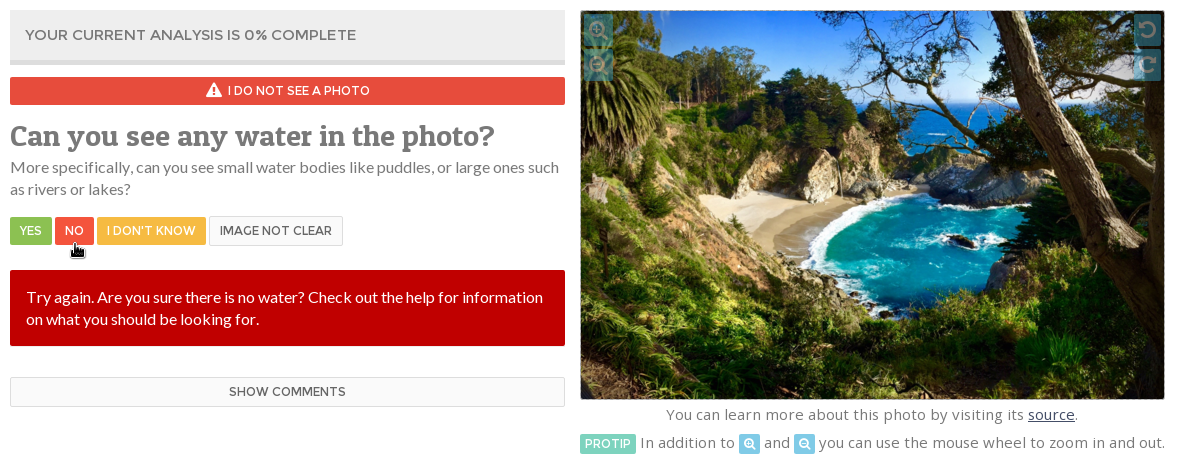 YOUR CURRENT ANALYSIS IS 0% COMPLETE
I DO NOT SEE A PHOTO
Can you see any water in the photo?
More specifically, can you see small water bodies like puddles, or large ones such
as rivers or lakes?
YES NO I DON'T KNOW IMAGE NOT CLEAR
Try again. Are you sure there is no water? Check out the help for information
on what you should be looking for.
SHOW COMMENTS
You can learn more about this photo by visiting its source.
PROTIP In addition to and you can use the mouse wheel to zoom in and out.